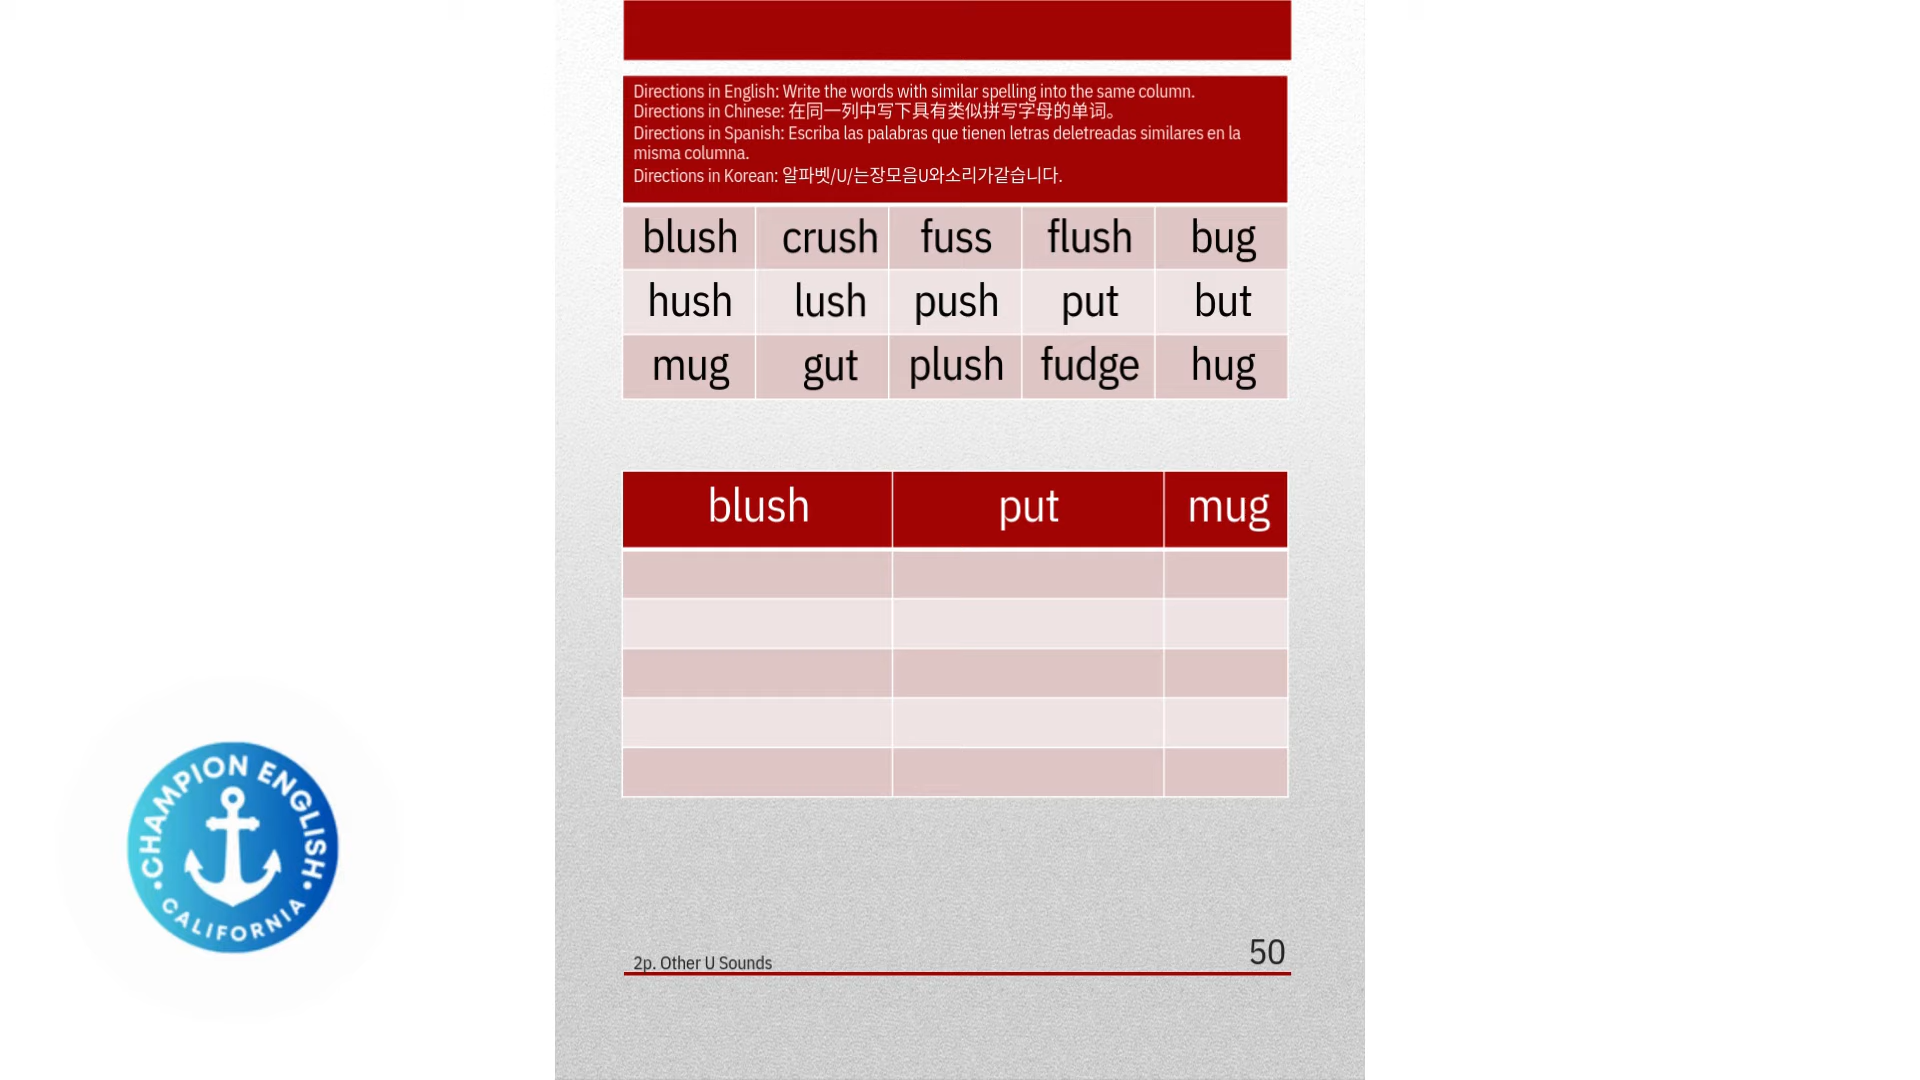 Directions in English: Write the words with similar spelling into the same column.
Directions in Chinese: 在同一列中写下具有类似拼写字母的单词。
Directions in Spanish: Escriba las palabras que tienen letras deletreadas similares en la
misma columna.
Directions in Korean: 알파벳/U/는장모음U와소리가같습니다.
blush crush fuss flush bug
hush lush push put but
mug gut plush fudge hug
blush put mug
CHAMPION ENGLISH
CALIFORNIA
2p. Other U Sounds
50